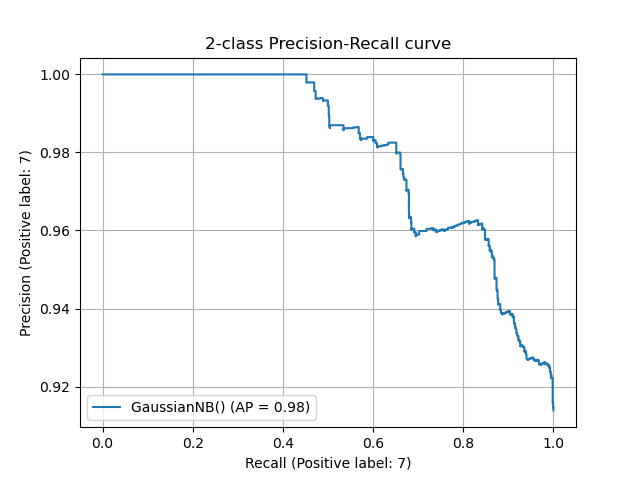 2-class Precision-Recall curve
1.00
0.98
0.96
0.94
0.92
Precision (Positive label: 7)
GaussianNB() (AP = 0.98)
0.0 0.2 0.4 0.6 0.8 1.0
Recall (Positive label: 7)